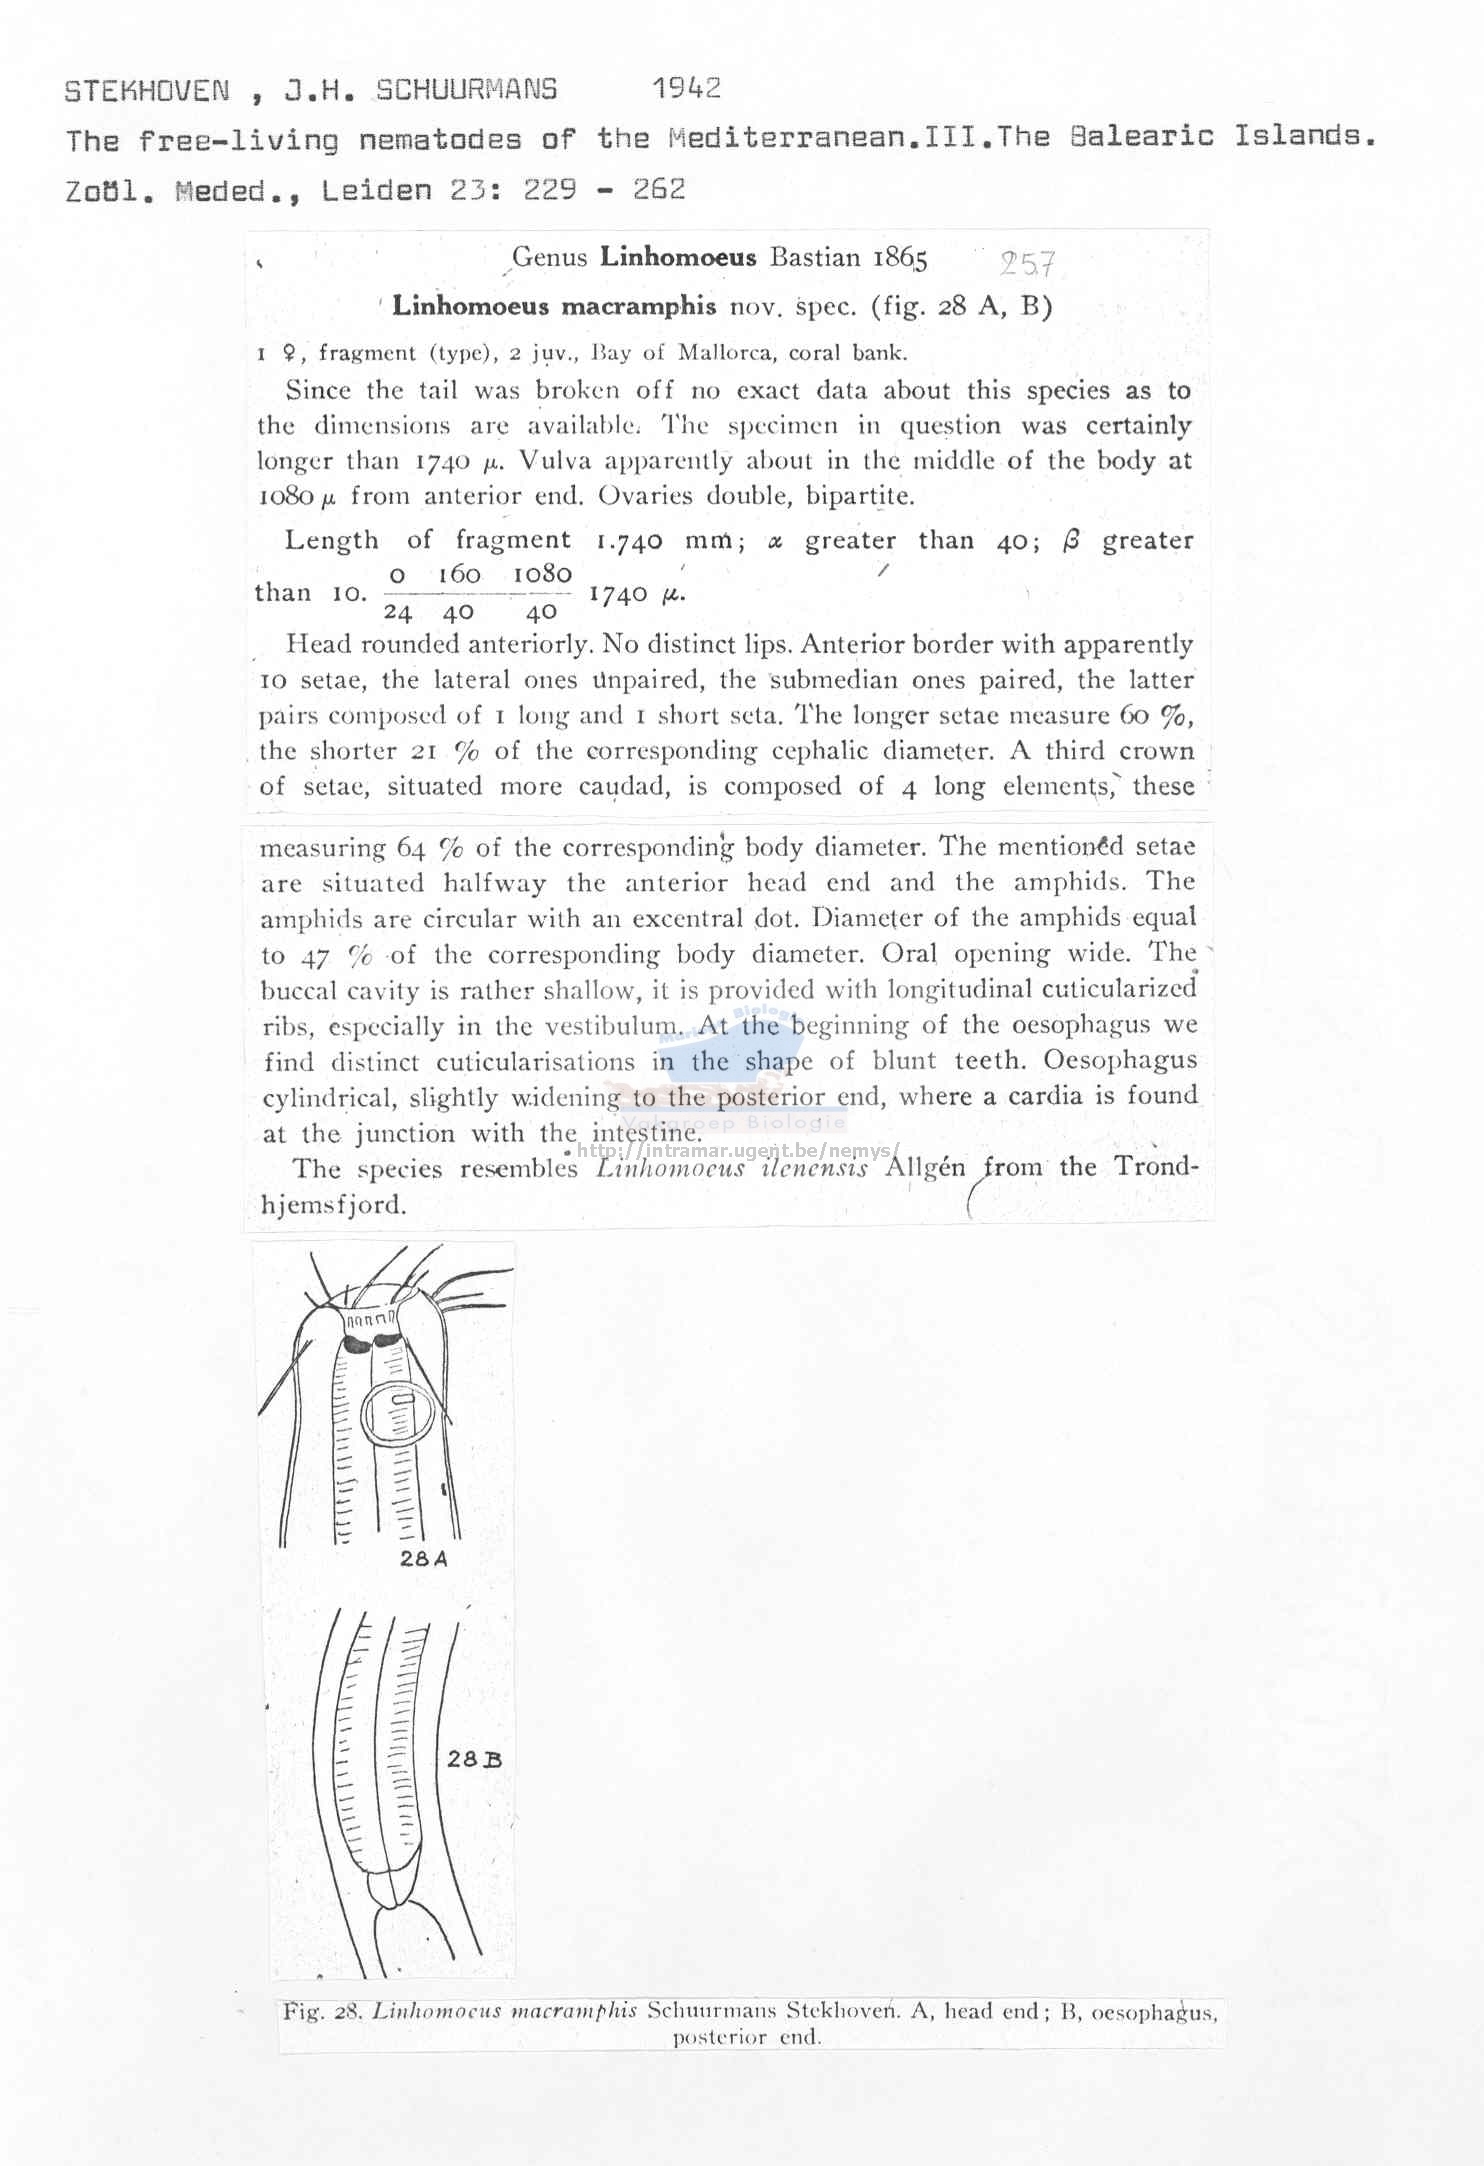 STEKHOVEN , J.H. SCHUURMANS 1942
The free-living nematodes of the Mediterranean.III.The Balearic Islands.
Zoöl. Meded., Leiden 23: 229 - 262
Genus Linhomoeus Bastian 1865 257
Linhomoeus macramphis nov. spec. (fig. 28 A, B)
1 ♀, fragment (type), 2 juv., Bay of Mallorca, coral bank.
Since the tail was broken off no exact data about this species as to
the dimensions are available. The specimen in question was certainly
longer than 1740 μ. Vulva apparently about in the middle of the body at
1080 μ from anterior end. Ovaries double, bipartite.
Length of fragment 1.740 mm; α greater than 40; β greater
0 160 1080
than 10. 1740 μ.
24 40 40
Head rounded anteriorly. No distinct lips. Anterior border with apparently
10 setae, the lateral ones unpaired, the submedian ones paired, the latter
pairs composed of 1 long and 1 short seta. The longer setae measure 60 %,
the shorter 21 % of the corresponding cephalic diameter. A third crown
of setae, situated more caudad, is composed of 4 long elements, these
measuring 64 % of the corresponding body diameter. The mentioned setae
are situated halfway the anterior head end and the amphids. The
amphids are circular with an excentral dot. Diameter of the amphids equal
to 47 % of the corresponding body diameter. Oral opening wide. The
buccal cavity is rather shallow, it is provided with longitudinal cuticularized
ribs, especially in the vestibulum. At the beginning of the oesophagus we
find distinct cuticularisations in the shape of blunt teeth. Oesophagus
cylindrical, slightly widening to the posterior end, where a cardia is found
at the junction with the intestine.
The species resembles Linhomoeus ilenensis Allgén from the Trond-
hjemsfjord.
Mariene Biologie
Vakgroep Biologie
http://intramar.ugent.be/nemys/
28 A
28 B
Fig. 28. Linhomoeus macramphis Schuurmans Stekhoven. A, head end; B, oesophagus,
posterior end.